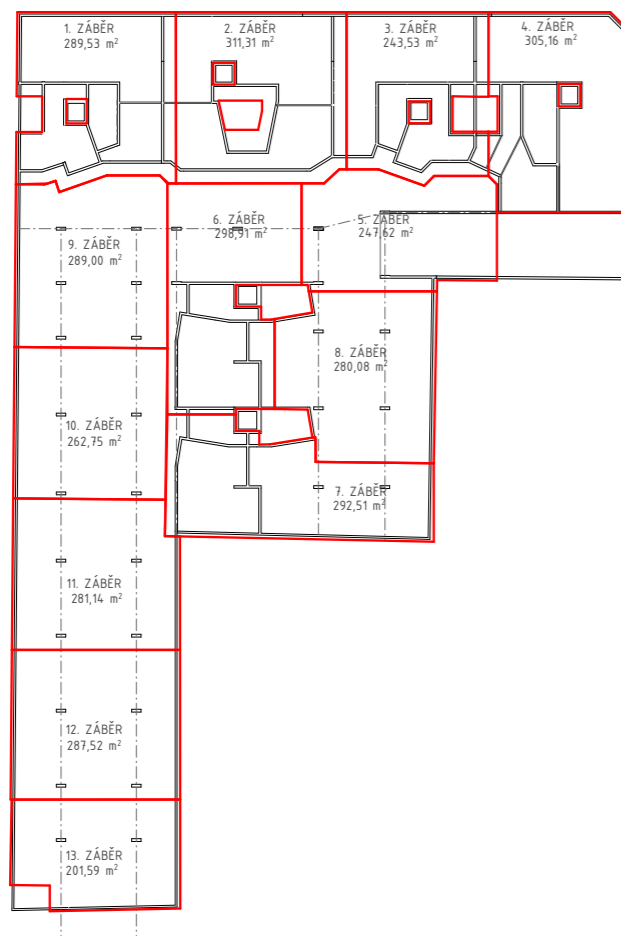 1. ZÁBĚR
289,53 m²
2. ZÁBĚR
311,31 m²
3. ZÁBĚR
243,53 m²
4. ZÁBĚR
305,16 m²
6. ZÁBĚR
298,91 m²
5. ZÁBĚR
247,62 m²
9. ZÁBĚR
289,00 m²
8. ZÁBĚR
280,08 m²
10. ZÁBĚR
262,75 m²
7. ZÁBĚR
292,51 m²
11. ZÁBĚR
281,14 m²
12. ZÁBĚR
287,52 m²
13. ZÁBĚR
201,59 m²